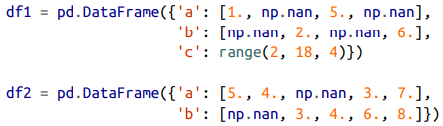 df1 = pd.DataFrame({'a': [1., np.nan, 5., np.nan],
'b': [np.nan, 2., np.nan, 6.],
'c': range(2, 18, 4)})
df2 = pd.DataFrame({'a': [5., 4., np.nan, 3., 7.],
'b': [np.nan, 3., 4., 6., 8.]})